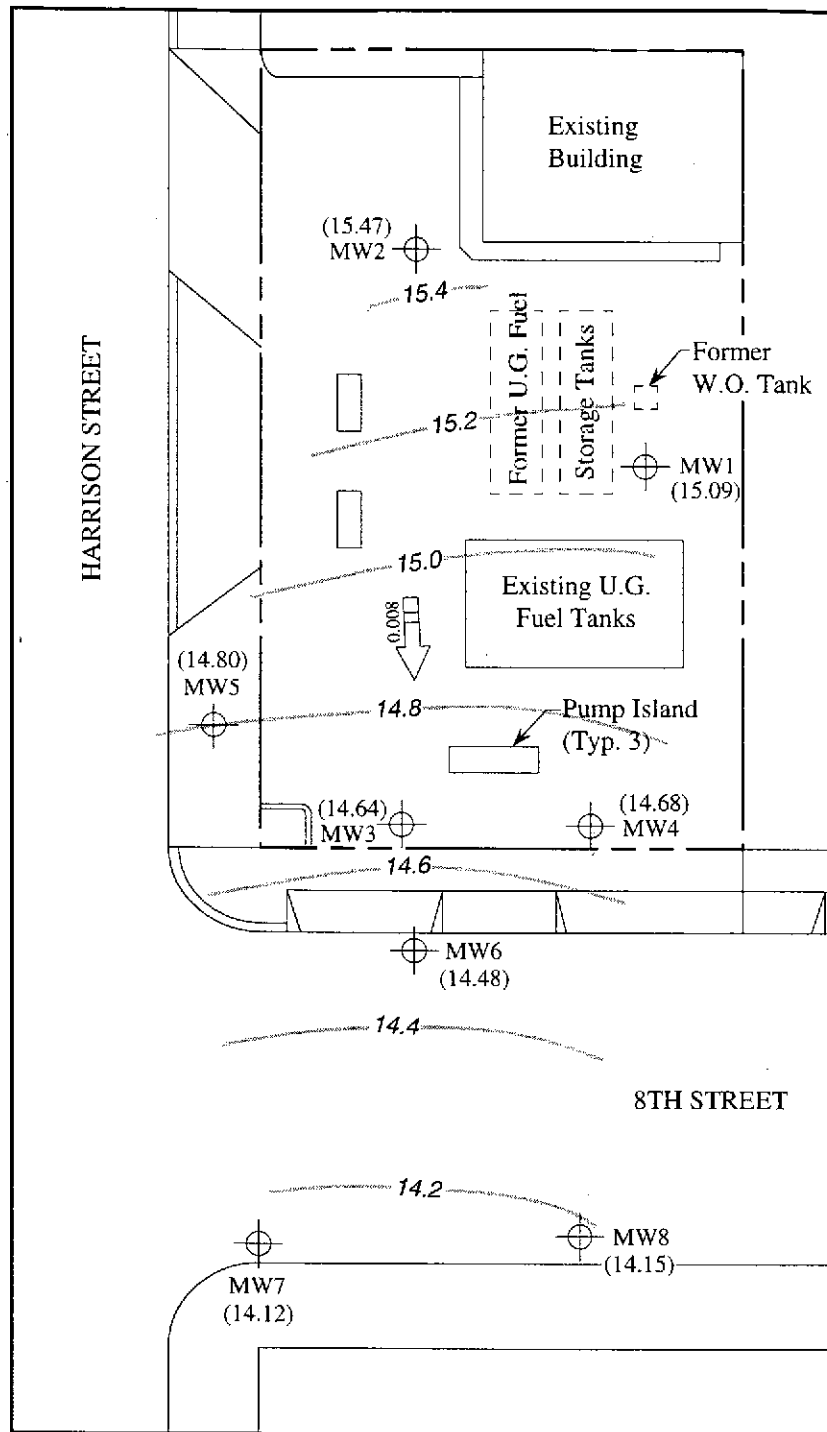 Existing
Building
(15.47)
MW2
15.4
Former U.G. Fuel
Storage Tanks
Former
W.O. Tank
HARRISON STREET
15.2
MW1
(15.09)
15.0
Existing U.G.
Fuel Tanks
0.008
(14.80)
MW5
14.8
Pump Island
(Typ. 3)
(14.64)
MW3
(14.68)
MW4
14.6
MW6
(14.48)
14.4
8TH STREET
14.2
MW8
(14.15)
MW7
(14.12)